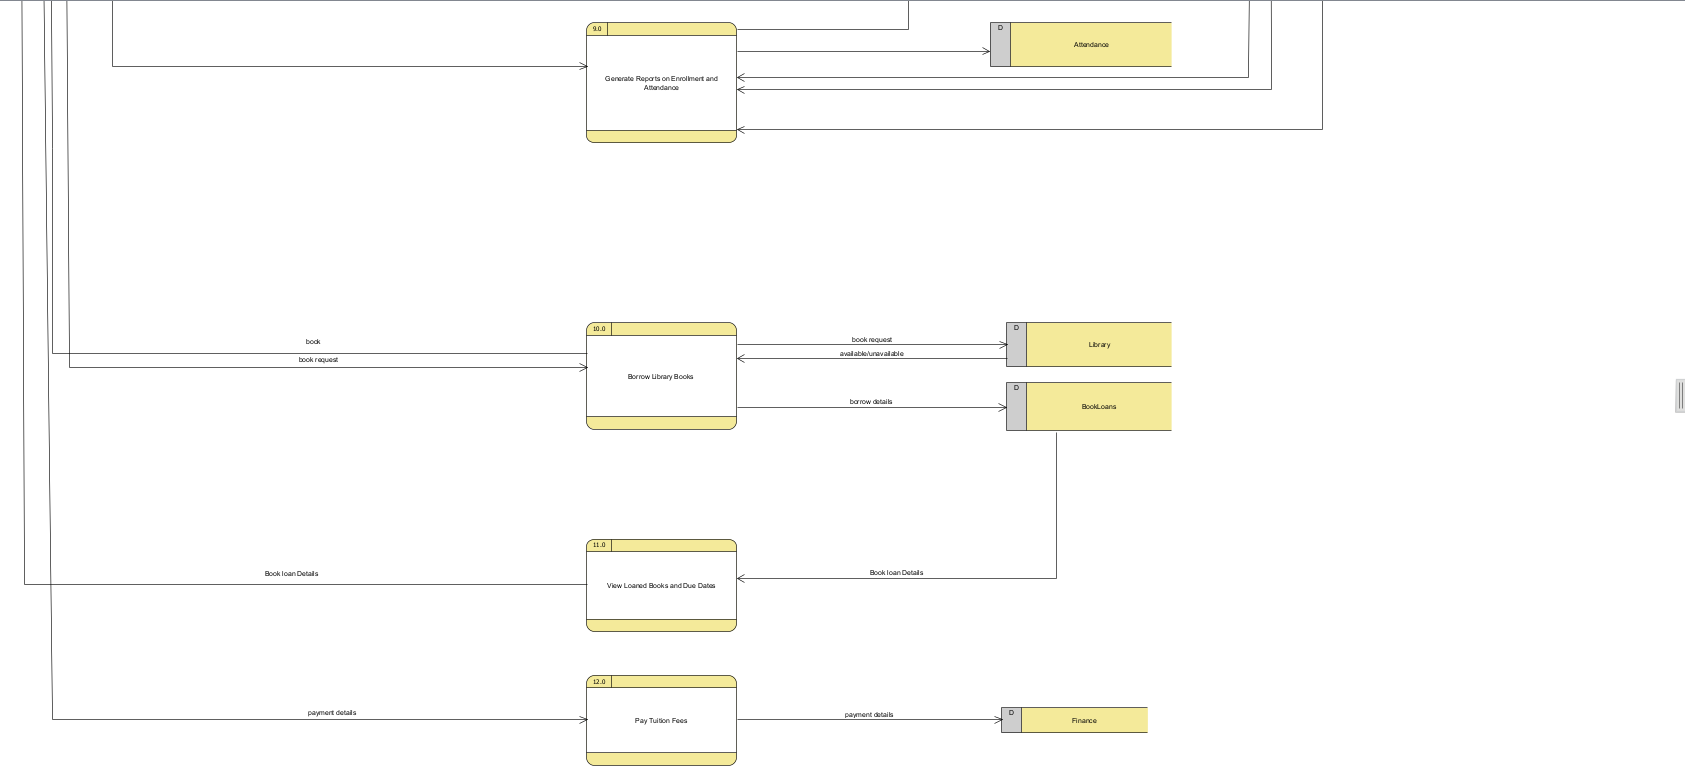 9.0
D
Attendance
Generate Reports on Enrollment and
Attendance
10.0
D
book
book request
Library
book request
available/unavailable
Borrow Library Books
D
borrow details
BookLoans
11.0
Book loan Details
Book loan Details
View Loaned Books and Due Dates
12.0
payment details
payment details
D
Pay Tuition Fees
Finance